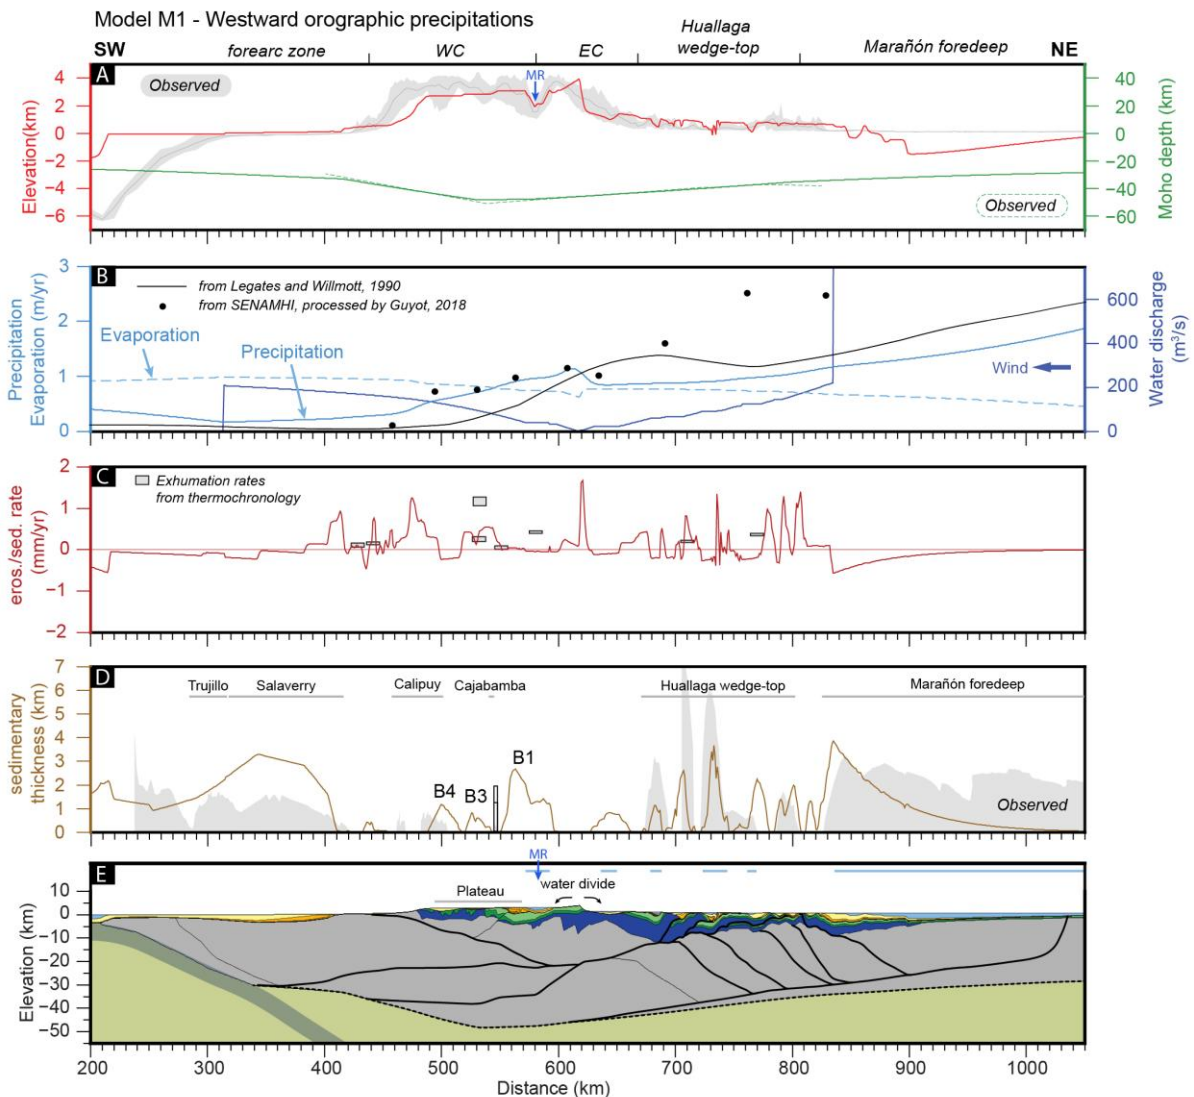 Model M1 - Westward orographic precipitations
SW forearc zone WC EC Huallaga wedge-top Marañón foredeep NE
A
Observed
MR
Elevation(km)
4
2
0
−2
−4
−6
Moho depth (km)
40
20
0
−20
−40
−60
Observed
B
from Legates and Willmott, 1990
from SENAMHI, processed by Guyot, 2018
Evaporation
Precipitation
Wind
Precipitation
Evaporation (m/yr)
3
2
1
0
Water discharge
(m³/s)
600
400
200
0
C
Exhumation rates
from thermochronology
eros./sed. rate
(mm/yr)
2
1
0
−1
−2
D
Trujillo Salaverry Calipuy Cajabamba Huallaga wedge-top Marañón foredeep
sedimentary
thickness (km)
7
6
5
4
3
2
1
0
B4 B3 B1
Observed
E
MR
Plateau water divide
Elevation (km)
10
0
−10
−20
−30
−40
−50
200 300 400 500 600 700 800 900 1000
Distance (km)